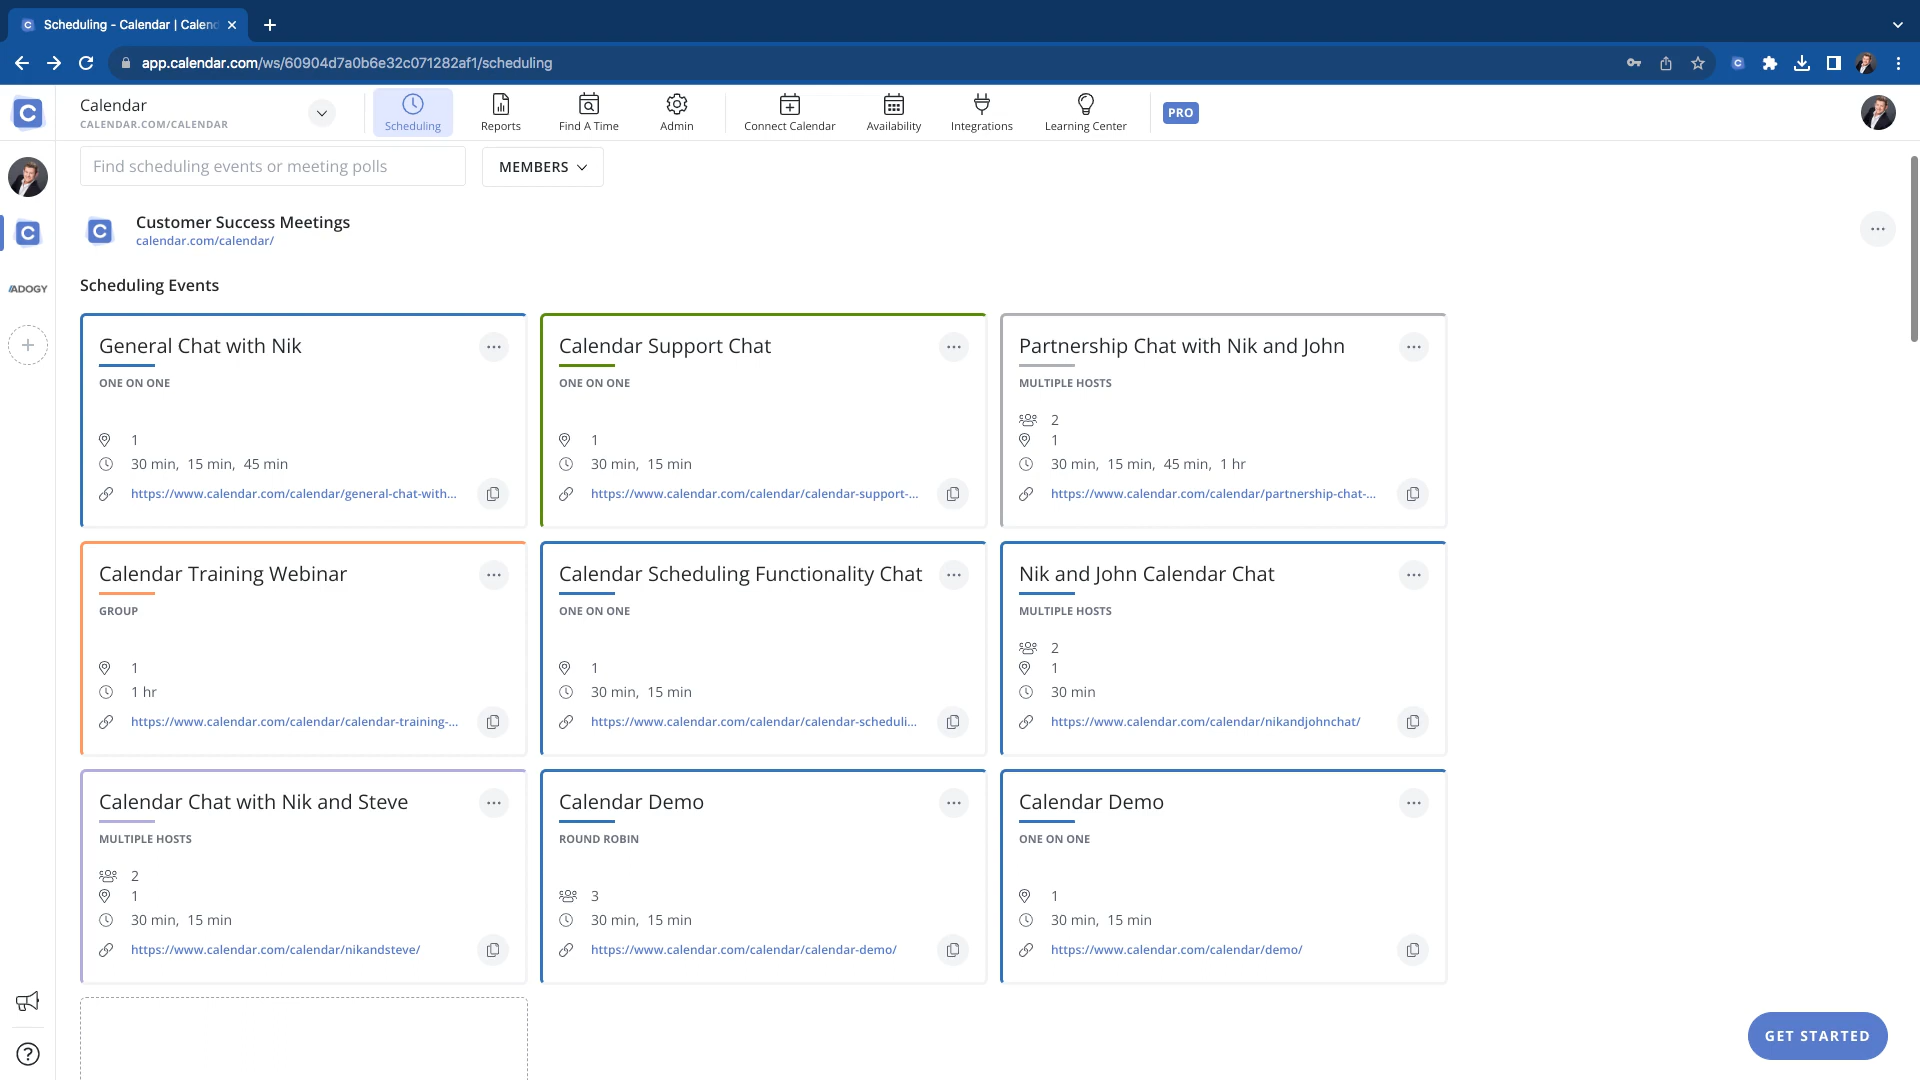 Scheduling - Calendar | Calen
app.calendar.com/ws/60904d7a0b6e32c071282af1/scheduling
Calendar
CALENDAR.COM/CALENDAR
Scheduling
Reports
Find A Time
Admin
Connect Calendar
Availability
Integrations
Learning Center
PRO
Find scheduling events or meeting polls
MEMBERS
Customer Success Meetings
calendar.com/calendar/
ADOGY
Scheduling Events
General Chat with Nik
ONE ON ONE
1
30 min, 15 min, 45 min
https://www.calendar.com/calendar/general-chat-with...
Calendar Support Chat
ONE ON ONE
1
30 min, 15 min
https://www.calendar.com/calendar/calendar-support-...
Partnership Chat with Nik and John
MULTIPLE HOSTS
2
1
30 min, 15 min, 45 min, 1 hr
https://www.calendar.com/calendar/partnership-chat-...
Calendar Training Webinar
GROUP
1
1 hr
https://www.calendar.com/calendar/calendar-training-...
Calendar Scheduling Functionality Chat
ONE ON ONE
1
30 min, 15 min
https://www.calendar.com/calendar/calendar-scheduli...
Nik and John Calendar Chat
MULTIPLE HOSTS
2
1
30 min
https://www.calendar.com/calendar/nikandjohnchat/
Calendar Chat with Nik and Steve
MULTIPLE HOSTS
2
1
30 min, 15 min
https://www.calendar.com/calendar/nikandsteve/
Calendar Demo
ROUND ROBIN
3
30 min, 15 min
https://www.calendar.com/calendar/calendar-demo/
Calendar Demo
ONE ON ONE
1
30 min, 15 min
https://www.calendar.com/calendar/demo/
GET STARTED